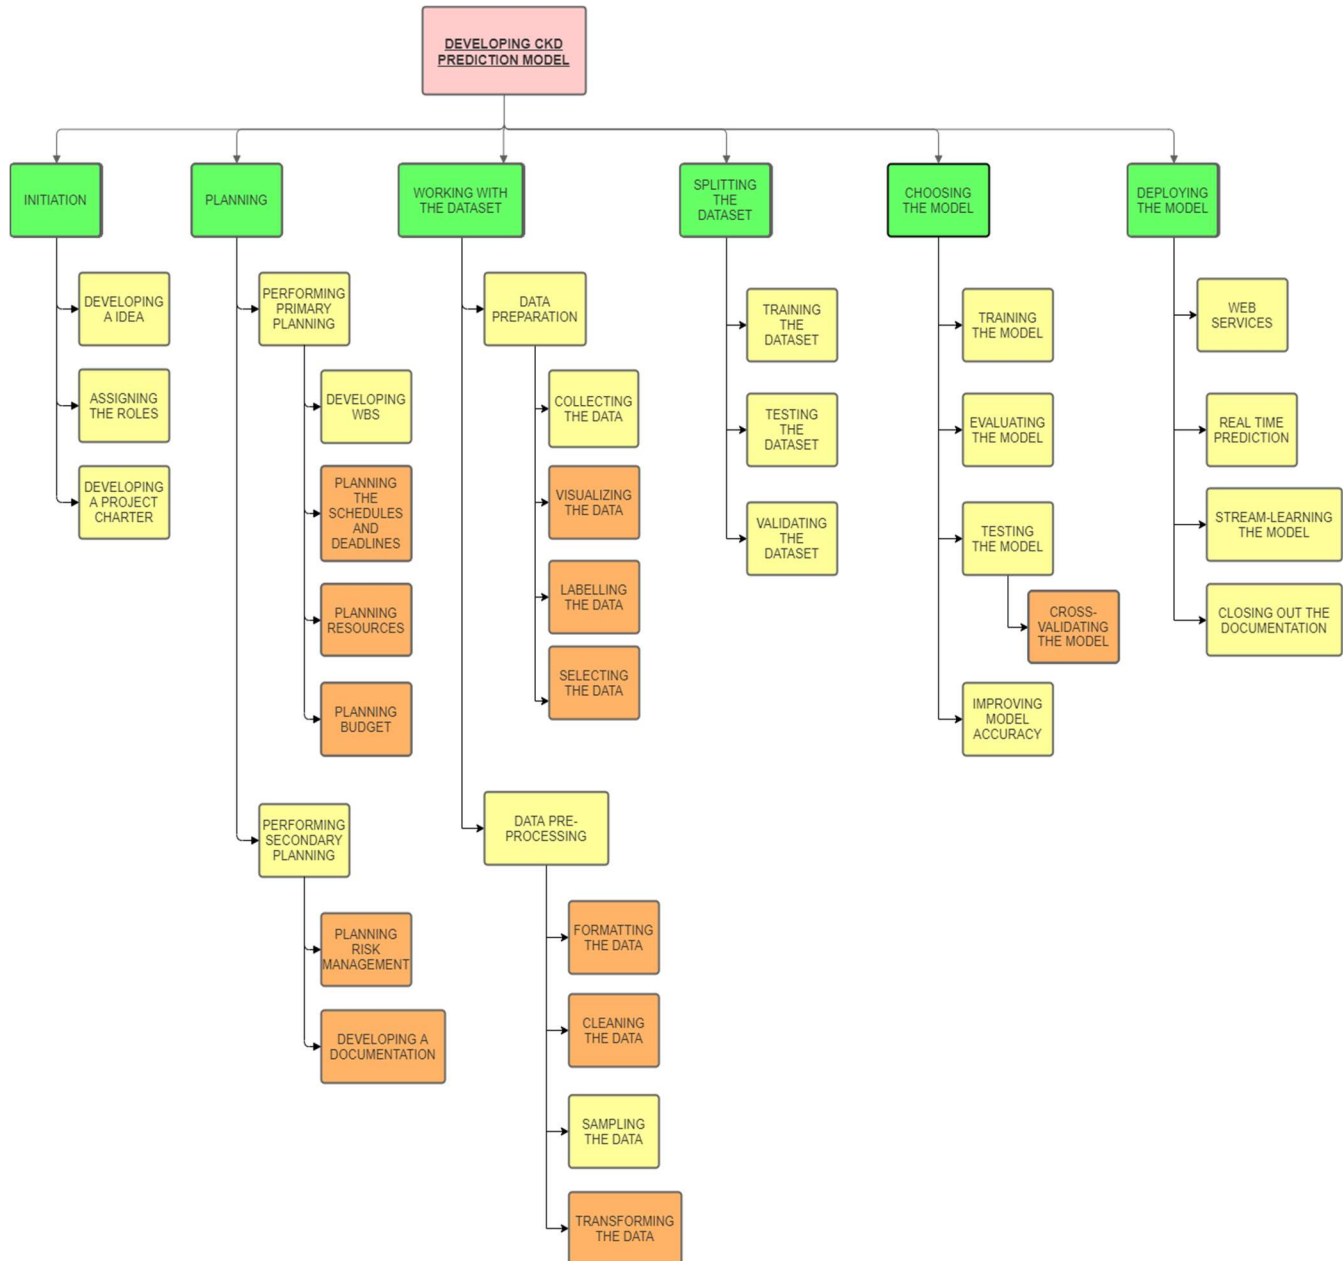 DEVELOPING CKD
PREDICTION MODEL
INITIATION
PLANNING
WORKING WITH
THE DATASET
SPLITTING
THE
DATASET
CHOOSING
THE MODEL
DEPLOYING
THE MODEL
DEVELOPING
A IDEA
ASSIGNING
THE ROLES
DEVELOPING
A PROJECT
CHARTER
PERFORMING
PRIMARY
PLANNING
DEVELOPING
WBS
PLANNING
THE
SCHEDULES
AND
DEADLINES
PLANNING
RESOURCES
PLANNING
BUDGET
PERFORMING
SECONDARY
PLANNING
PLANNING
RISK
MANAGEMENT
DEVELOPING A
DOCUMENTATION
DATA
PREPARATION
COLLECTING
THE DATA
VISUALIZING
THE DATA
LABELLING
THE DATA
SELECTING
THE DATA
DATA PRE-
PROCESSING
FORMATTING
THE DATA
CLEANING
THE DATA
SAMPLING
THE DATA
TRANSFORMING
THE DATA
TRAINING
THE
DATASET
TESTING
THE
DATASET
VALIDATING
THE
DATASET
TRAINING
THE MODEL
EVALUATING
THE MODEL
TESTING
THE MODEL
CROSS-
VALIDATING
THE MODEL
IMPROVING
MODEL
ACCURACY
WEB
SERVICES
REAL TIME
PREDICTION
STREAM-LEARNING
THE MODEL
CLOSING OUT THE
DOCUMENTATION